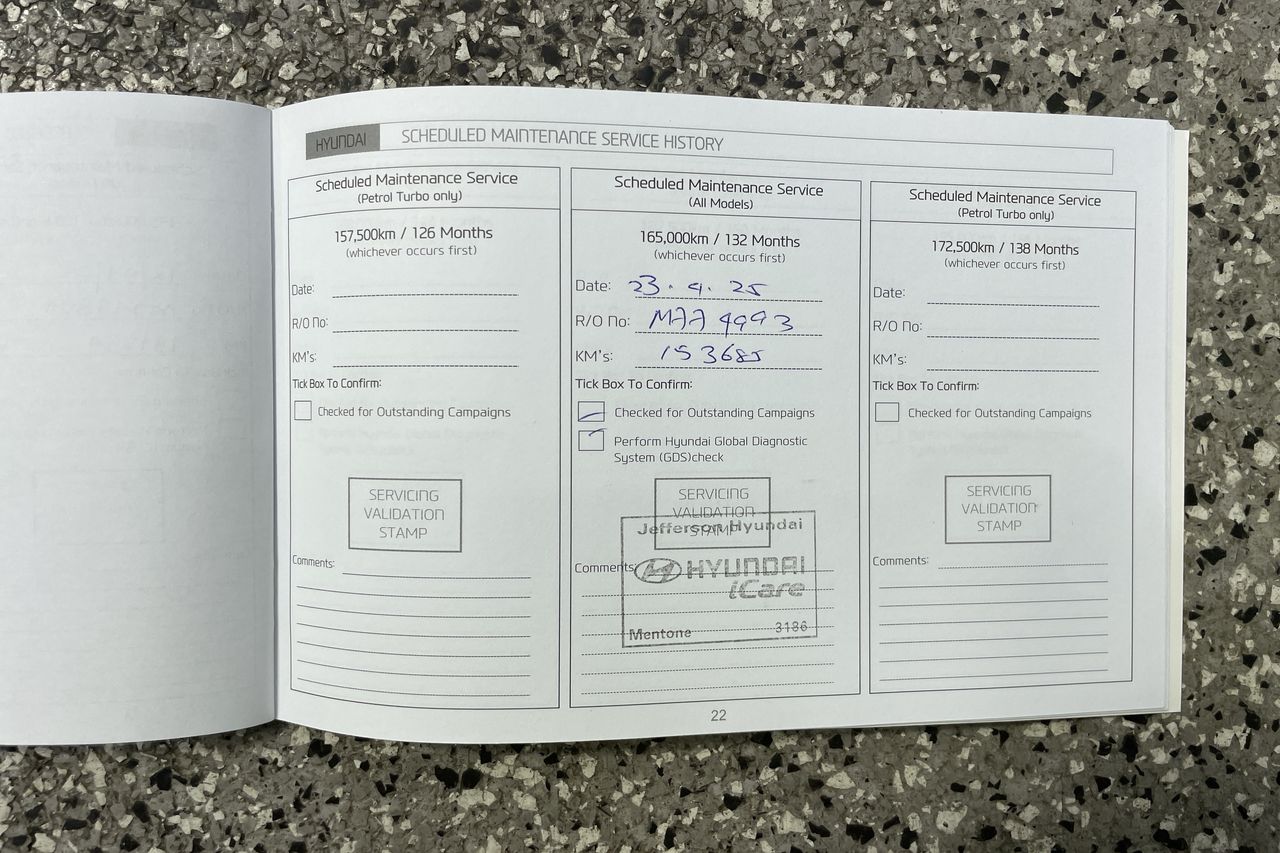 HYUNDAI SCHEDULED MAINTENANCE SERVICE HISTORY
Scheduled Maintenance Service
(Petrol Turbo only)
157,500km / 126 Months
(whichever occurs first)
Date:
R/O No:
KM's:
Tick Box To Confirm:
Checked for Outstanding Campaigns
SERVICING
VALIDATION
STAMP
Comments:
Scheduled Maintenance Service
(All Models)
165,000km / 132 Months
(whichever occurs first)
Date: 23.4.25
R/O No: MAA 4993
KM's: 153685
Tick Box To Confirm:
Checked for Outstanding Campaigns
Perform Hyundai Global Diagnostic
System (GDS)check
SERVICING
VALIDATION
STAMP
Jefferson Hyundai
Comments:
HYUNDAI
iCare
Mentone 3186
Scheduled Maintenance Service
(Petrol Turbo only)
172,500km / 138 Months
(whichever occurs first)
Date:
R/O No:
KM's:
Tick Box To Confirm:
Checked for Outstanding Campaigns
SERVICING
VALIDATION
STAMP
Comments:
22